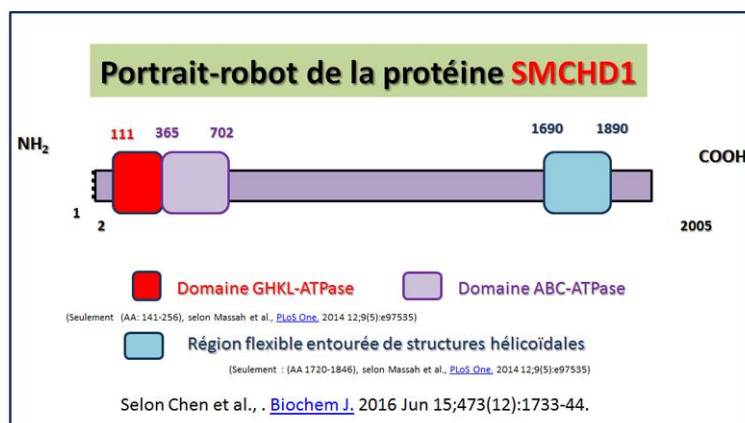 Portrait-robot de la protéine SMCHD1
111 365 702 1690 1890
NH2 COOH
1 2 2005
Domaine GHKL-ATPase Domaine ABC-ATPase
(Seulement (AA: 141-256), selon Massah et al., PLoS One. 2014 12;9(5):e97535)
Région flexible entourée de structures hélicoïdales
(Seulement : (AA 1720-1846), selon Massah et al., PLoS One. 2014 12;9(5):e97535)
Selon Chen et al., . Biochem J. 2016 Jun 15;473(12):1733-44.